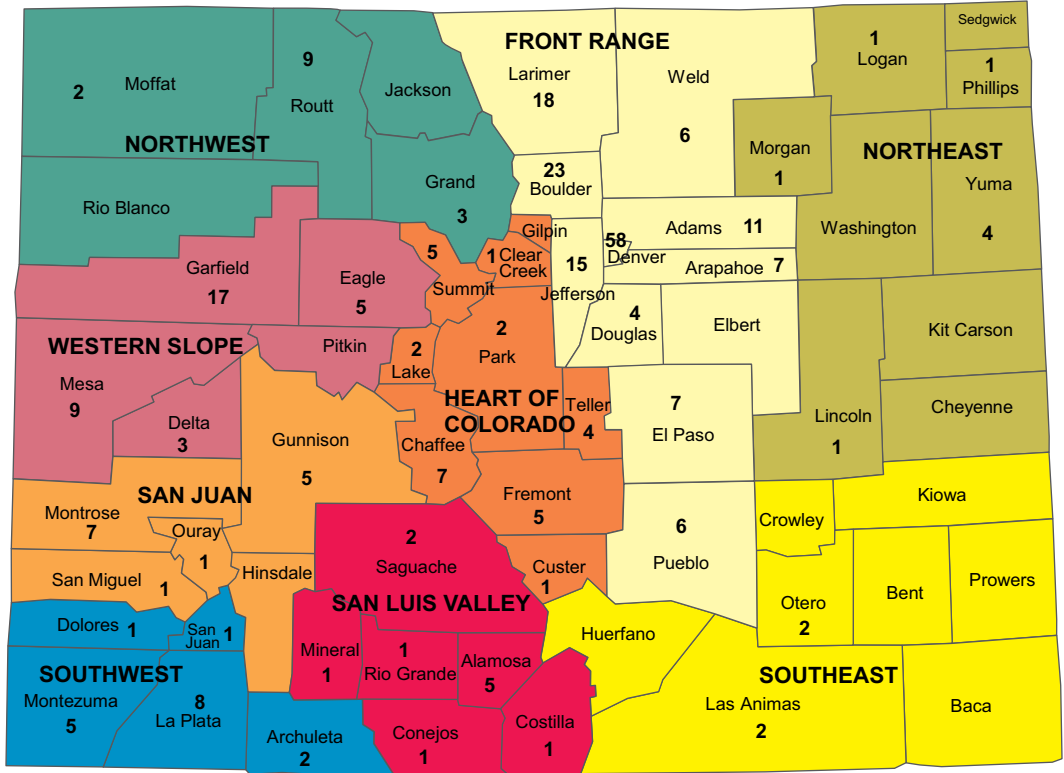 Sedgwick
FRONT RANGE
1
Logan
9
Larimer
Weld
1
Phillips
2
Moffat
Jackson
18
Routt
6
NORTHWEST
Morgan
1
NORTHEAST
23
Boulder
Grand
3
Yuma
4
Rio Blanco
Gilpin
58
Denver
Adams 11
Washington
5
Summit
1 Clear
Creek
15
Jefferson
Arapahoe 7
Garfield
17
Eagle
5
4
Douglas
Elbert
Kit Carson
2
Park
WESTERN SLOPE
Pitkin
2
Lake
Mesa
9
HEART OF
COLORADO
Teller
4
7
El Paso
Lincoln
1
Cheyenne
Delta
3
Gunnison
5
Chaffee
7
SAN JUAN
Fremont
5
Kiowa
Montrose
7
Ouray
1
2
Saguache
6
Pueblo
Crowley
San Miguel
1
Hinsdale
Custer
1
Otero
2
Bent
Prowers
SAN LUIS VALLEY
Dolores 1
San
Juan
1
Huerfano
Mineral
1
1
Rio Grande
Alamosa
5
SOUTHWEST
SOUTHEAST
Montezuma
5
8
La Plata
Las Animas
2
Baca
Archuleta
2
Conejos
1
Costilla
1